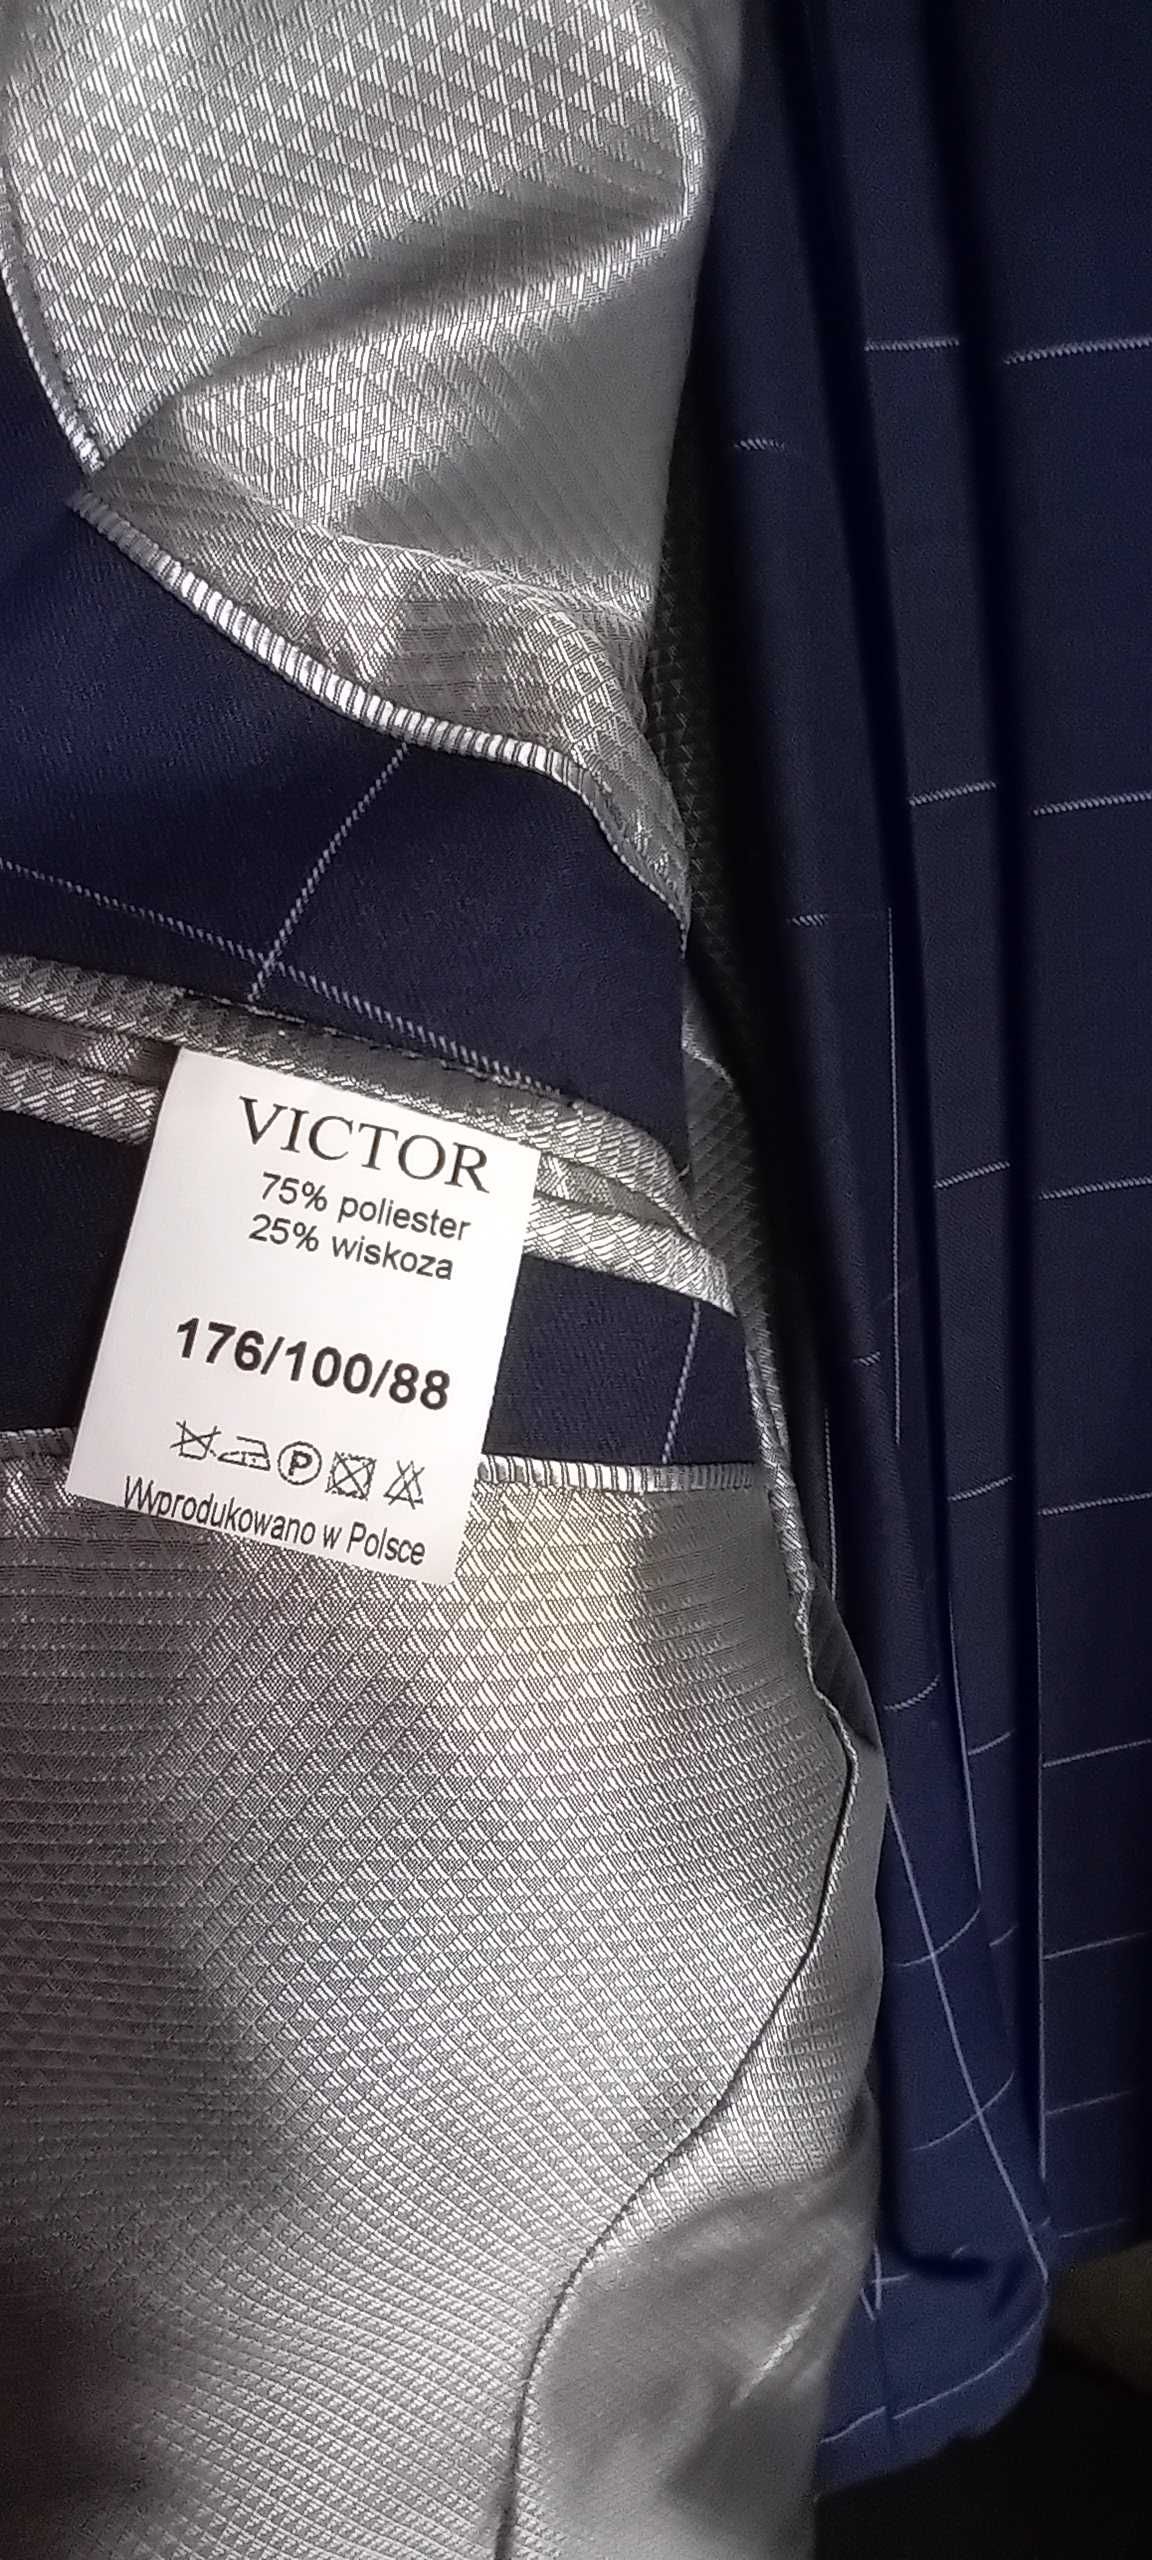 VICTOR
75% poliester
25% wiskoza
176/100/88
P
Wyprodukowano w Polsce